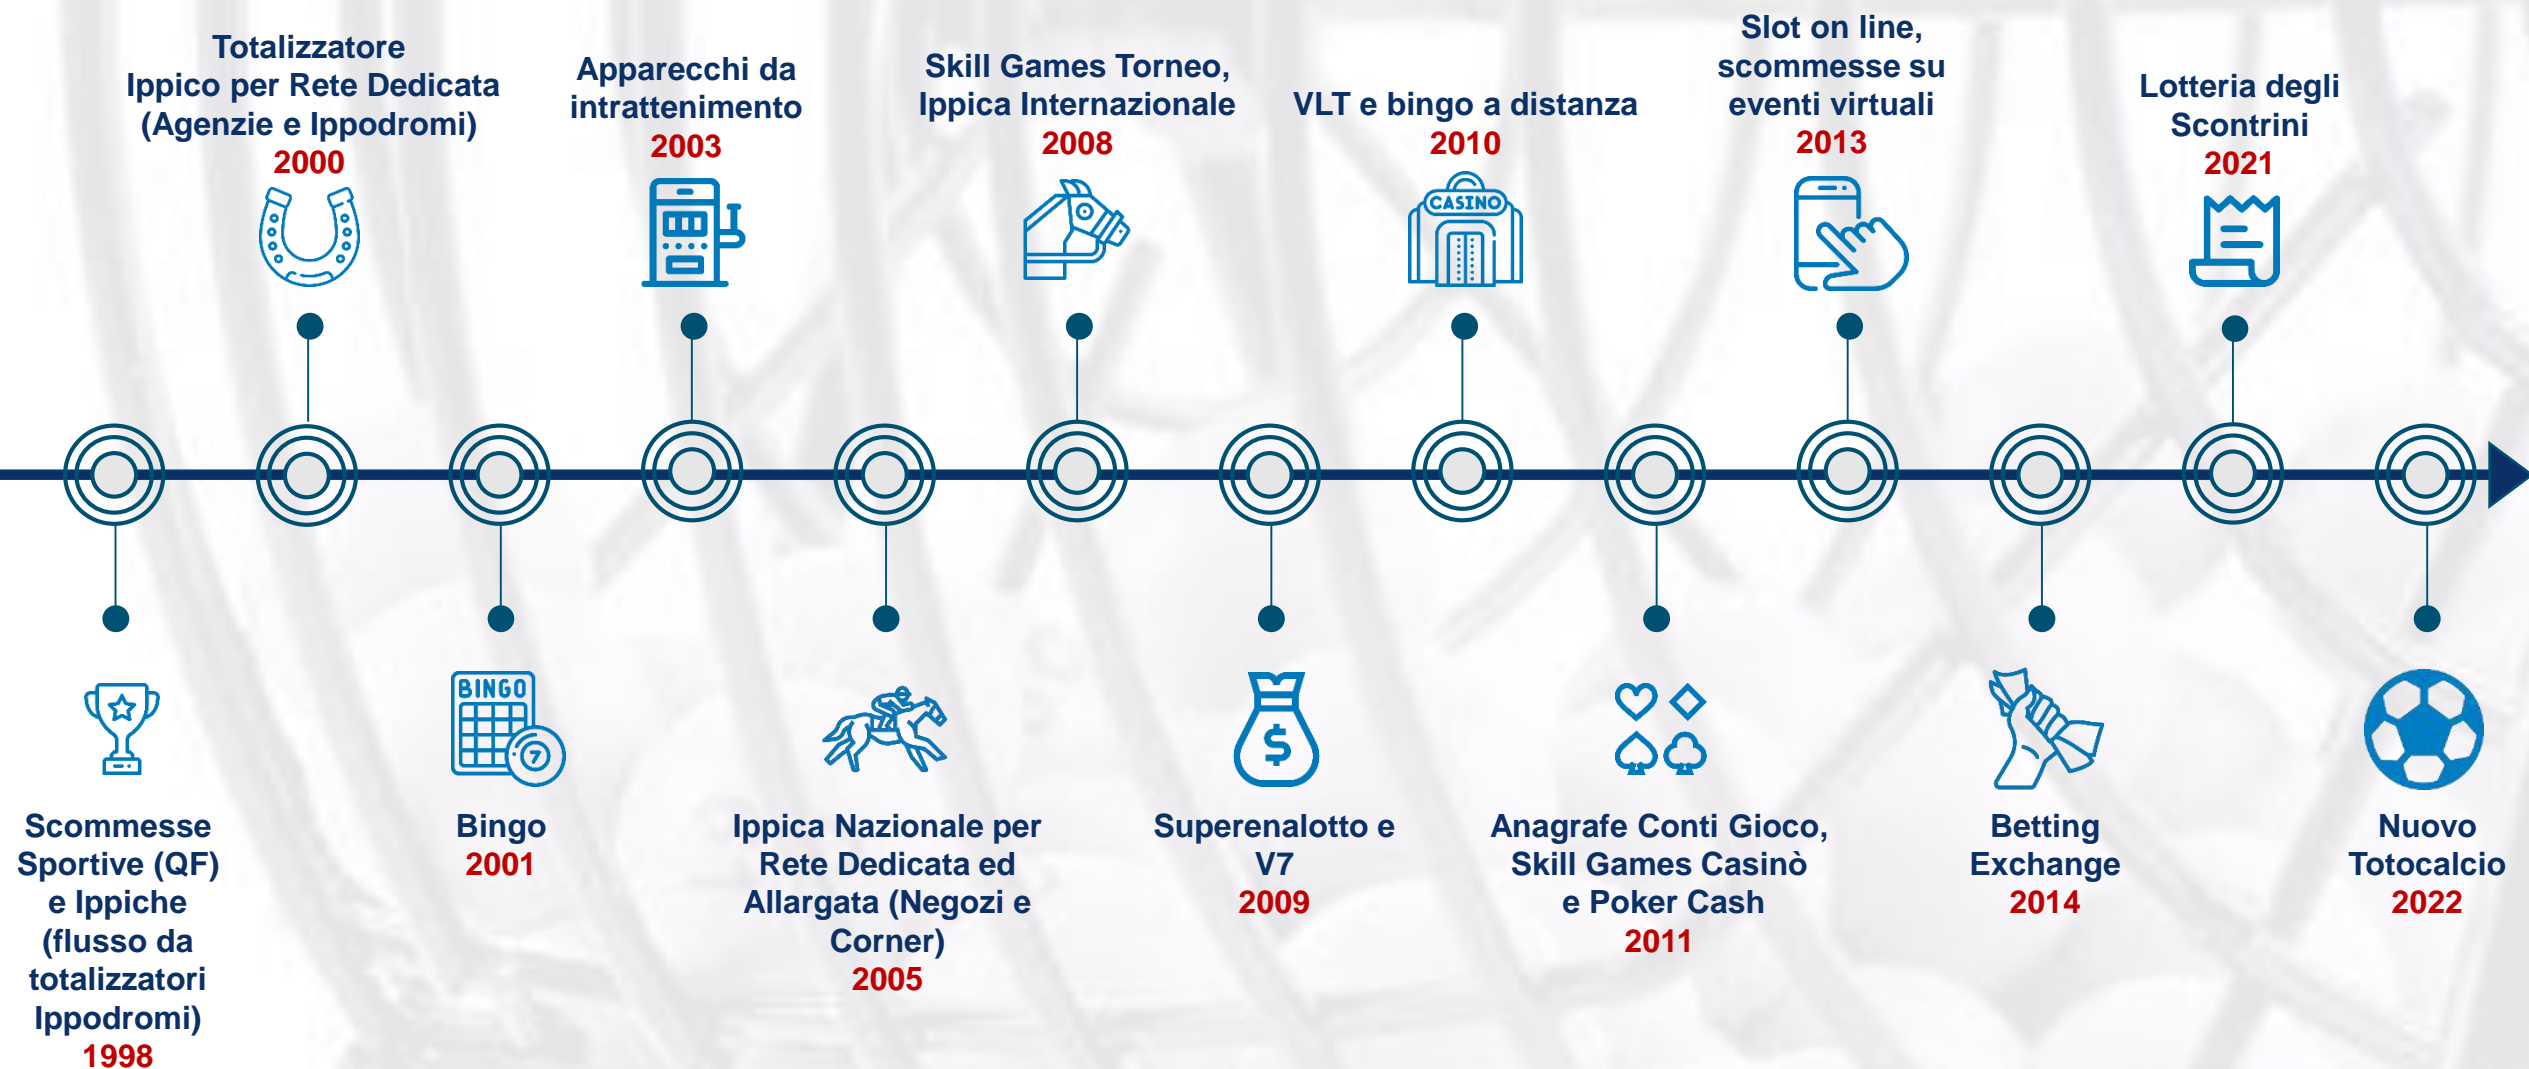 Totalizzatore
Ippico per Rete Dedicata
(Agenzie e Ippodromi)
2000
Apparecchi da
intrattenimento
2003
Skill Games Torneo,
Ippica Internazionale
2008
VLT e bingo a distanza
2010
CASINO
Slot on line,
scommesse su
eventi virtuali
2013
Lotteria degli
Scontrini
2021
Scommesse
Sportive (QF)
e Ippiche
(flusso da
totalizzatori
Ippodromi)
1998
BINGO
7
Bingo
2001
Ippica Nazionale per
Rete Dedicata ed
Allargata (Negozi e
Corner)
2005
$
Superenalotto e
V7
2009
Anagrafe Conti Gioco,
Skill Games Casinò
e Poker Cash
2011
Betting
Exchange
2014
Nuovo
Totocalcio
2022